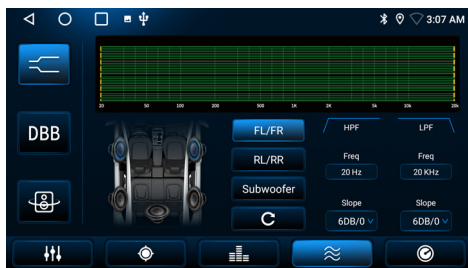 3:07 AM
20 50 100 200 500 1K 2K 5k 10k 20k
DBB
FL/FR
HPF
LPF
RL/RR
Freq
Freq
20 Hz
20 KHz
Subwoofer
Slope
Slope
6DB/0
6DB/0